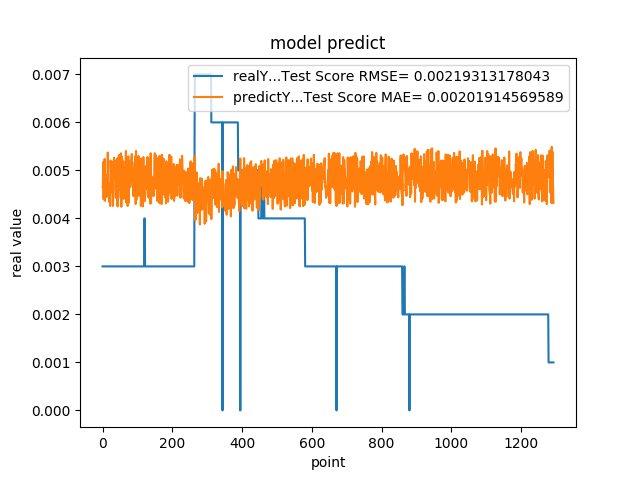 model predict
realY...Test Score RMSE= 0.00219313178043
predictY...Test Score MAE= 0.00201914569589
real value
0.007
0.006
0.005
0.004
0.003
0.002
0.001
0.000
0 200 400 600 800 1000 1200
point